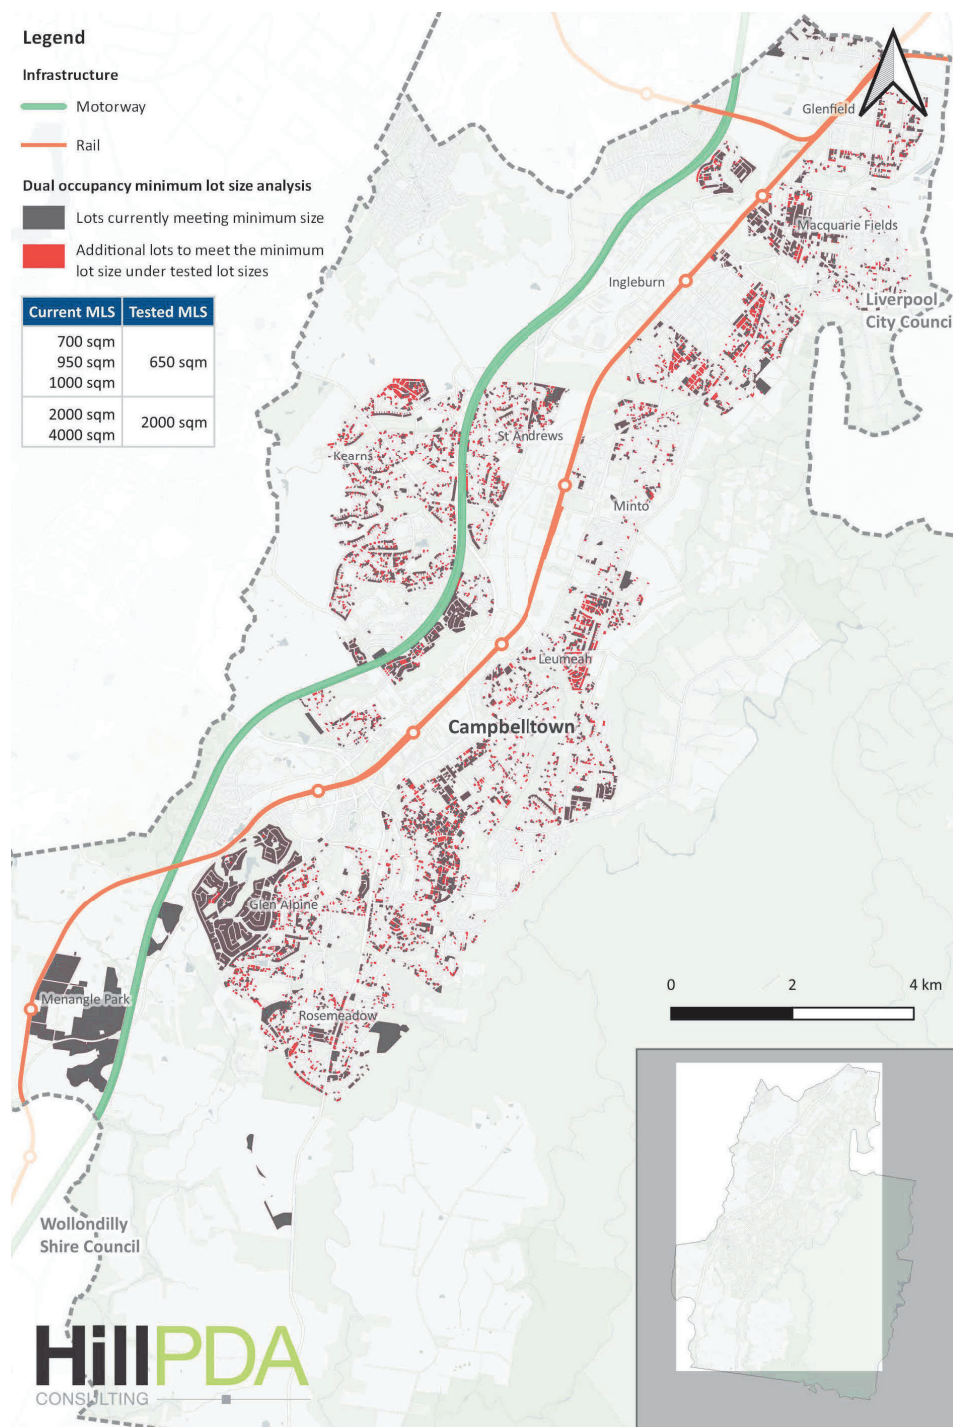 Legend
Infrastructure
Motorway
Rail
Dual occupancy minimum lot size analysis
Lots currently meeting minimum size
Additional lots to meet the minimum
lot size under tested lot sizes
Current MLS Tested MLS
700 sqm
950 sqm 650 sqm
1000 sqm
2000 sqm 2000 sqm
4000 sqm
Glenfield
Macquarie Fields
Ingleburn
Liverpool
City Counci
St Andrews
Kearns
Minto
Leumeah
Campbelltown
Glen Alpine
Menangle Park
Rosemeadow
0 2 4 km
Wollondilly
Shire Council
HillPDA
CONSULTING